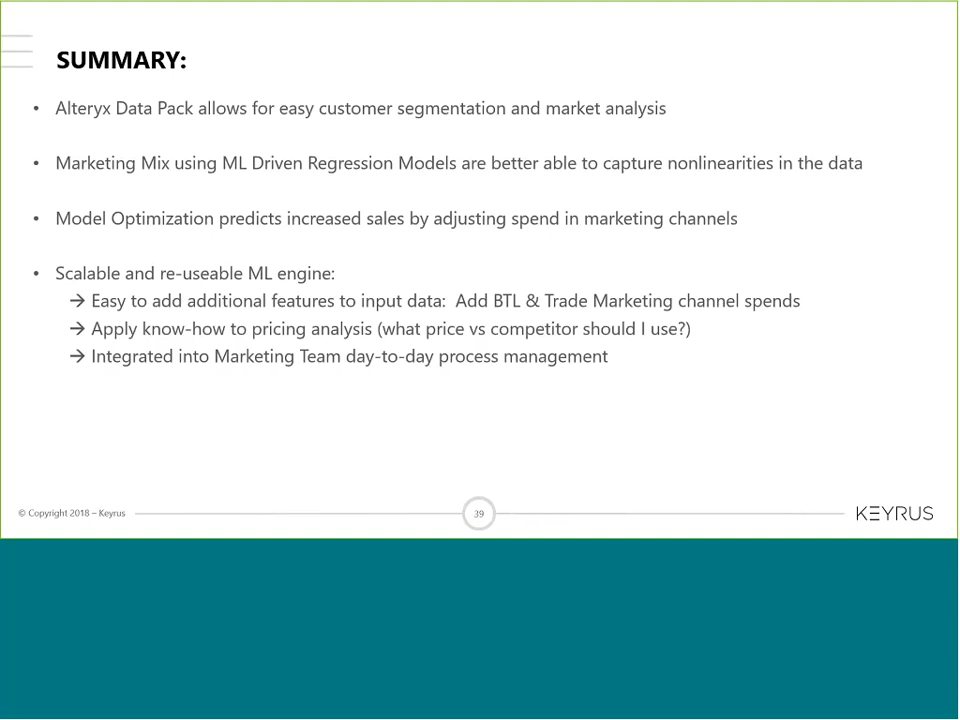 SUMMARY:
• Alteryx Data Pack allows for easy customer segmentation and market analysis
• Marketing Mix using ML Driven Regression Models are better able to capture nonlinearities in the data
• Model Optimization predicts increased sales by adjusting spend in marketing channels
• Scalable and re-useable ML engine:
→ Easy to add additional features to input data:  Add BTL & Trade Marketing channel spends
→ Apply know-how to pricing analysis (what price vs competitor should I use?)
→ Integrated into Marketing Team day-to-day process management
© Copyright 2018 – Keyrus
39
KEYRUS